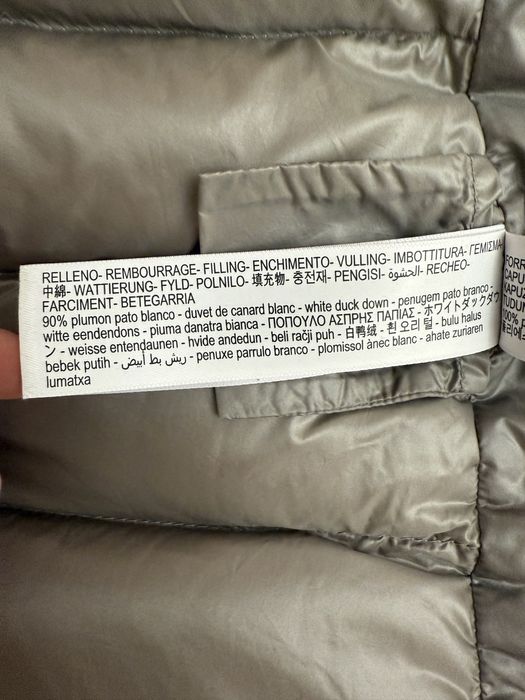 RELLENO- REMBOURRAGE- FILLING- ENCHIMENTO- VULLING- IMBOTTITURA- ΓΕΜΙΣΜΑ-
中綿- WATTIERUNG- FYLD- POLNILO- 填充物- 충전재- PENGISI- الحشوة- RECHEO-
FARCIMENT- BETEGARRIA
90% plumon pato blanco - duvet de canard blanc - white duck down - penugem pato branco -
witte eendendons - piuma danatra bianca - ΠΟΠΟΥΛΟ ΑΣΠΡΗΣ ΠΑΠΙΑΣ - ホワイトダックダウ
ン - weisse entendaunen - hvide andedun - beli račji puh - 白鸭绒 - 흰 오리 털 - bulu halus
bebek putih - ريش بط أبيض - penuxe parrulo branco - plomissol ànec blanc - ahate zuriaren
lumatxa
FORR
CAPU
KAPUZ